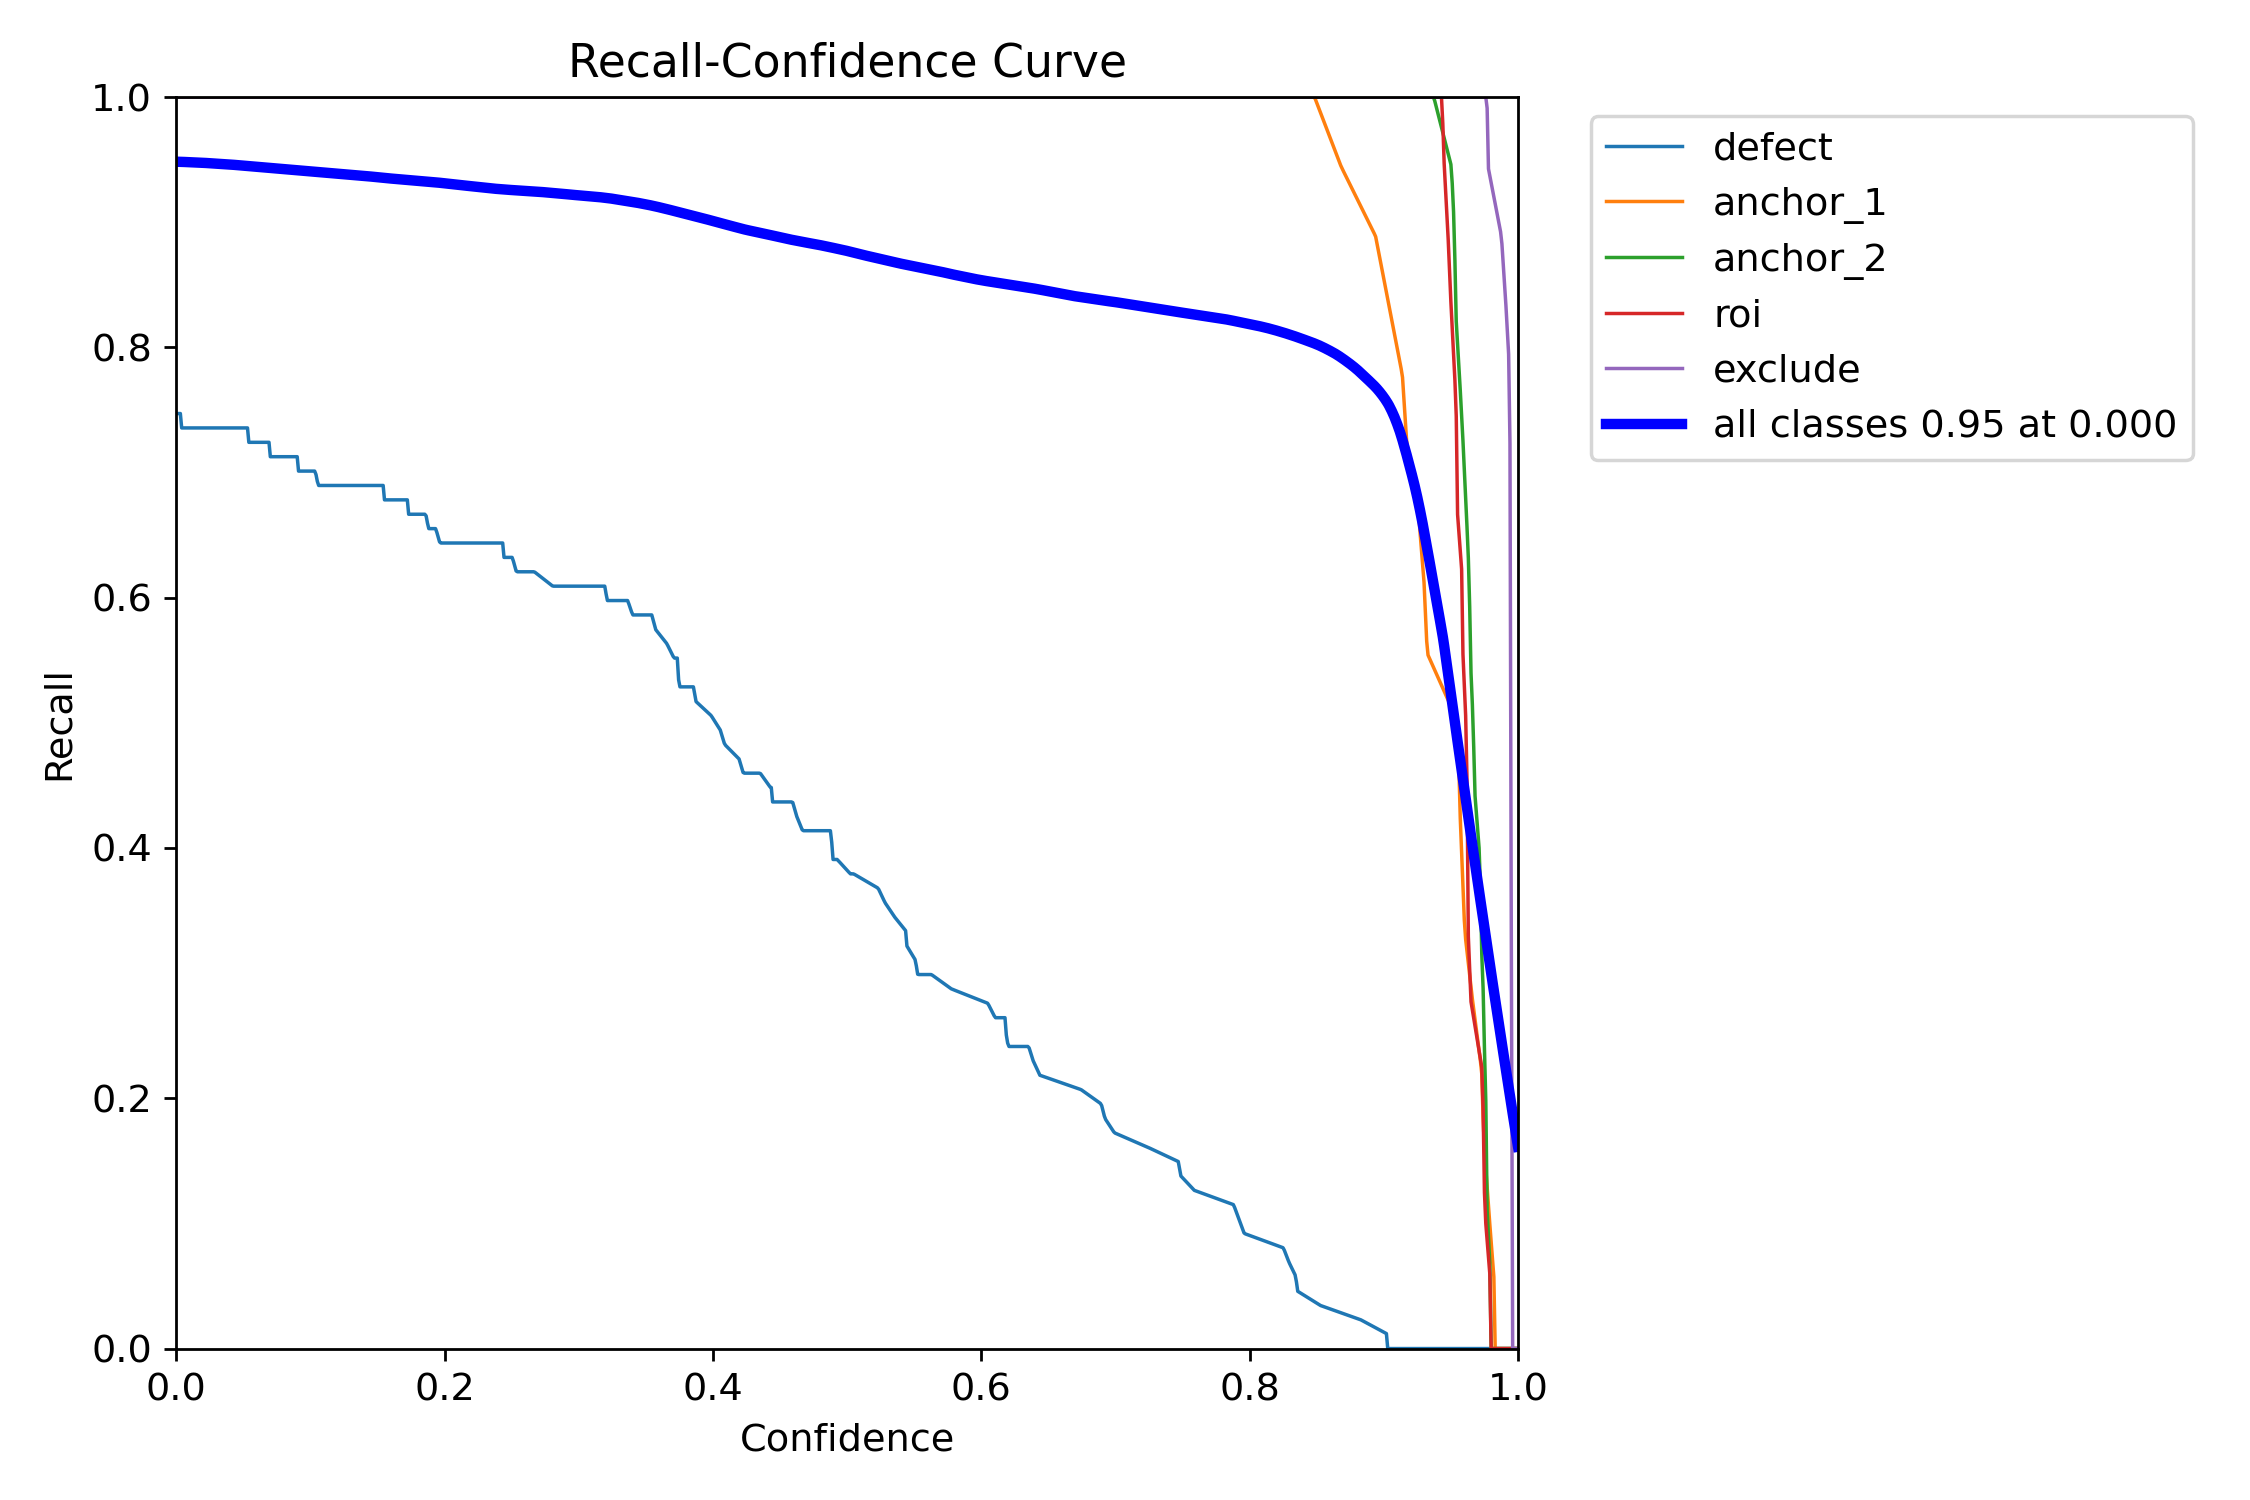 Recall-Confidence Curve
1.0
0.8
0.6
0.4
0.2
0.0
Recall
0.0 0.2 0.4 0.6 0.8 1.0
Confidence
defect
anchor_1
anchor_2
roi
exclude
all classes 0.95 at 0.000